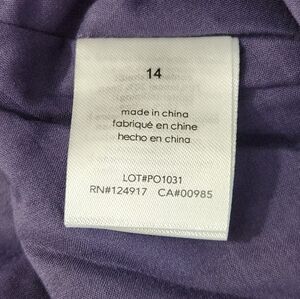 14
made in china
fabriqué en chine
hecho en china
LOT#PO1031
RN#124917 CA#00985